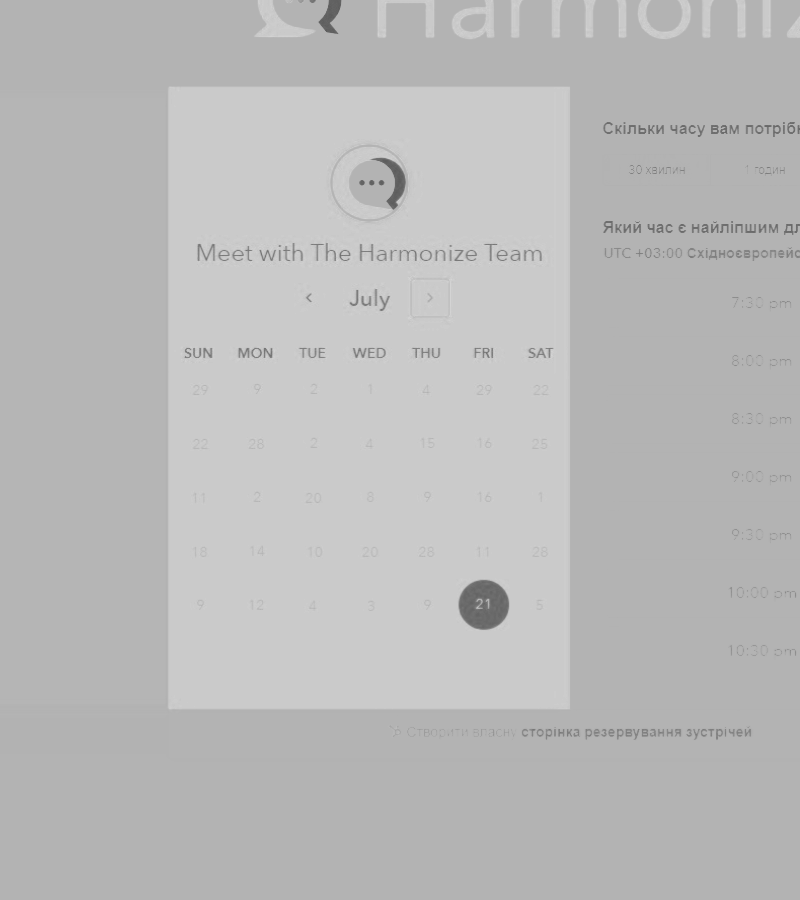 Harmoniz
Meet with The Harmonize Team
July
SUN MON TUE WED THU FRI SAT
29 9 2 1 4 29 22
22 28 2 4 15 16 25
11 2 20 8 9 16 1
18 14 10 20 28 11 28
9 12 4 3 9 21 5
Скільки часу вам потріб
30 хвилин 1 годин
Який час є найліпшим
UTC +03:00 Східноєвропейс
7:30 pm
8:00 pm
8:30 pm
9:00 pm
9:30 pm
10:00 pm
10:30 pm
Створити власну сторінка резервування зустрічей